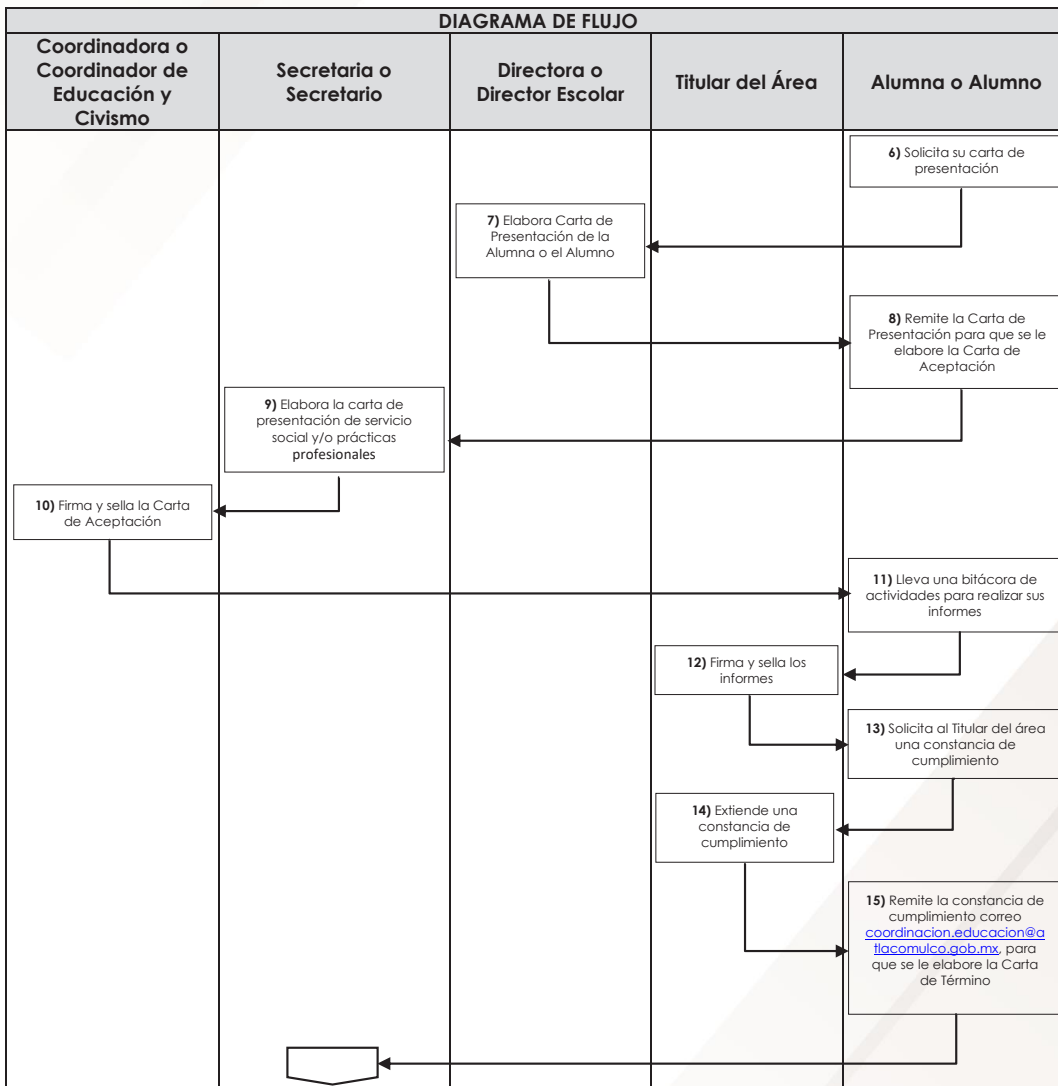 DIAGRAMA DE FLUJO
Coordinadora o
Coordinador de
Educación y
Civismo
Secretaria o
Secretario
Directora o
Director Escolar
Titular del Área
Alumna o Alumno
6) Solicita su carta de
presentación
7) Elabora Carta de
Presentación de la
Alumna o el Alumno
8) Remite la Carta de
Presentación para que se le
elabore la Carta de
Aceptación
9) Elabora la carta de
presentación de servicio
social y/o prácticas
profesionales
10) Firma y sella la Carta
de Aceptación
11) Lleva una bitácora de
actividades para realizar sus
informes
12) Firma y sella los
informes
13) Solicita al Titular del área
una constancia de
cumplimiento
14) Extiende una
constancia de
cumplimiento
15) Remite la constancia de
cumplimiento correo
coordinacion.educacion@a
tlacomulco.gob.mx, para
que se le elabore la Carta
de Término